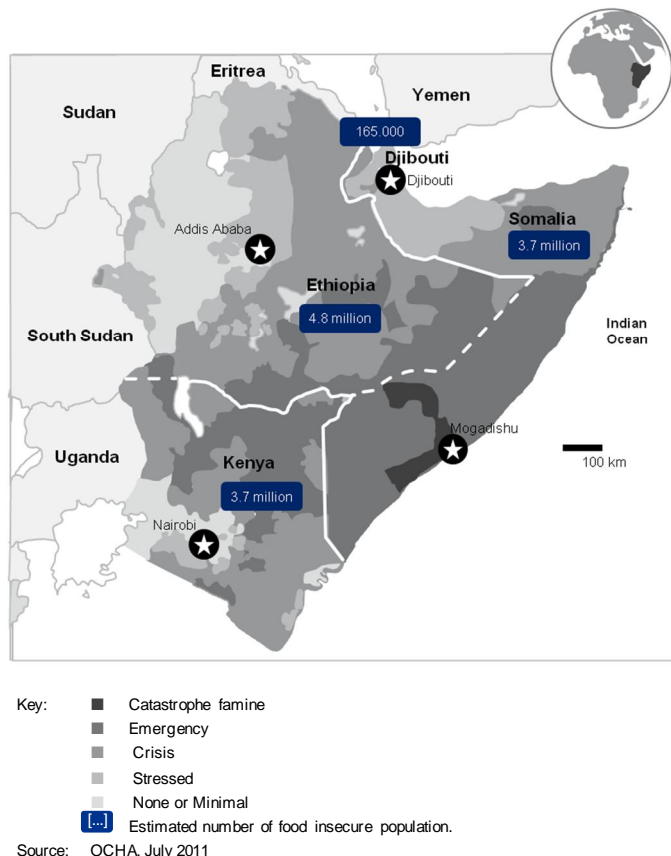 Eritrea
Yemen
Sudan
165.000
Djibouti
Djibouti
Addis Ababa
Somalia
3.7 million
Ethiopia
4.8 million
South Sudan
Indian
Ocean
Mogadishu
Uganda
Kenya
3.7 million
100 km
Nairobi
Key:
Catastrophe famine
Emergency
Crisis
Stressed
None or Minimal
[...] Estimated number of food insecure population.
Source: OCHA, July 2011